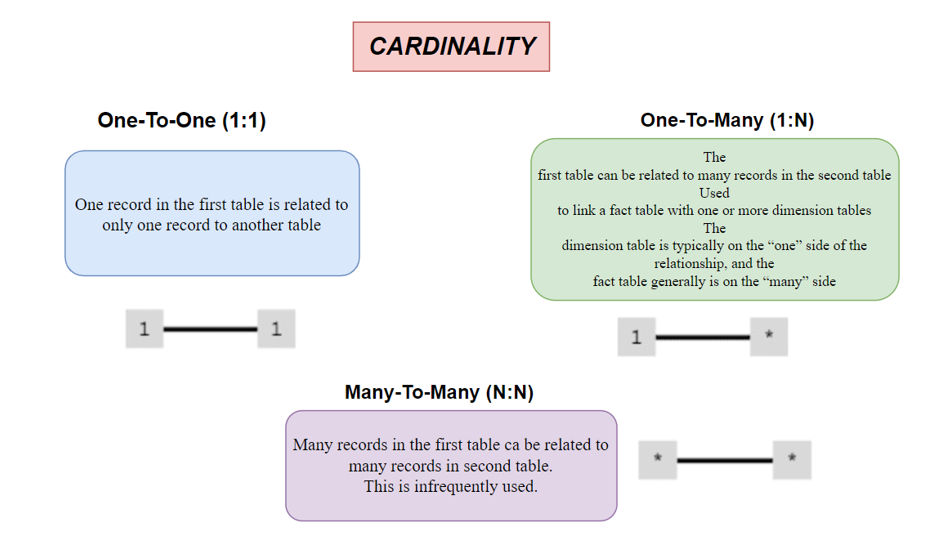 CARDINALITY
One-To-One (1:1)
One record in the first table is related to
only one record to another table
1
1
One-To-Many (1:N)
The
first table can be related to many records in the second table
Used
to link a fact table with one or more dimension tables
The
dimension table is typically on the “one” side of the
relationship, and the
fact table generally is on the “many” side
1
*
Many-To-Many (N:N)
Many records in the first table ca be related to
many records in second table.
This is infrequently used.
*
*